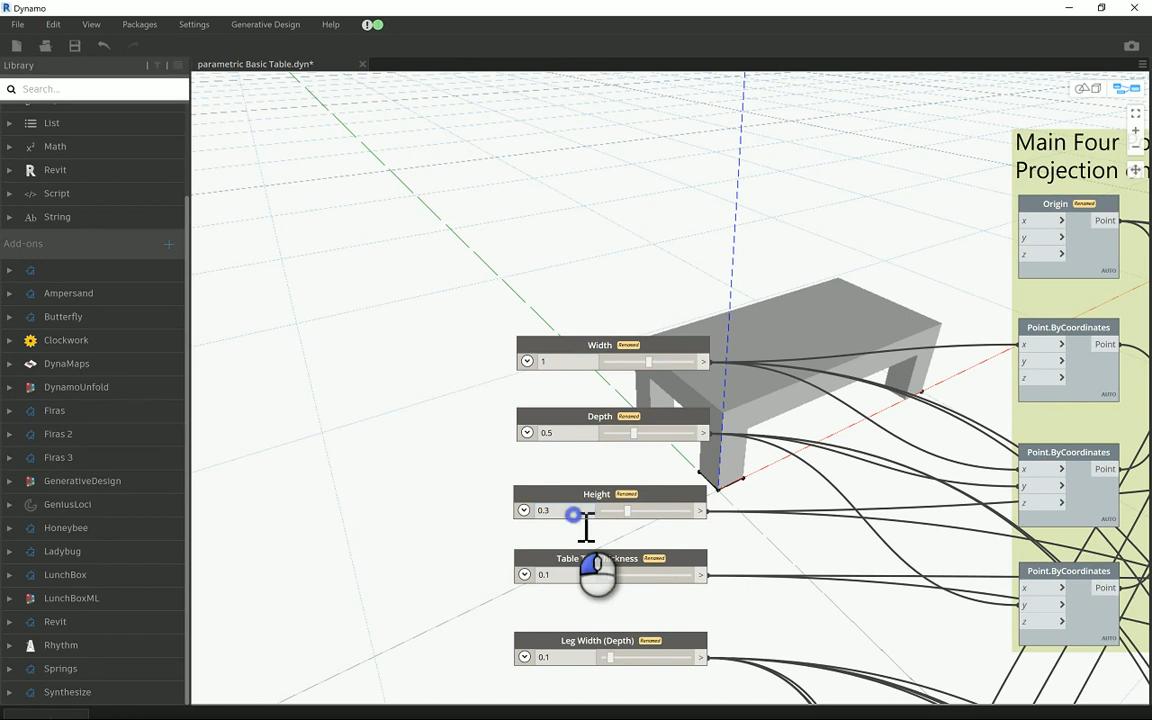 Dynamo
File Edit View Packages Settings Generative Design Help
Library
parametric Basic Table.dyn*
Search...
List
Math
Revit
Script
String
Add-ons
Ampersand
Butterfly
Clockwork
DynaMaps
DynamoUnfold
Firas
Firas 2
Firas 3
GenerativeDesign
GeniusLoci
Honeybee
Ladybug
LunchBox
LunchBoxML
Revit
Rhythm
Springs
Synthesize
Width Renamed
1 >
Depth Renamed
0.5 >
Height Renamed
0.3 >
Table Renamed
0.1 >
Leg Width (Depth) Renamed
0.1 >
Main Four
Projection
Origin Renamed
x > Point
y >
z >
AUTO
Point.ByCoordinates
x > Point
y >
z >
AUTO
Point.ByCoordinates
x > Point
y >
z >
AUTO
Point.ByCoordinates
x > Point
y >
z >
AUTO